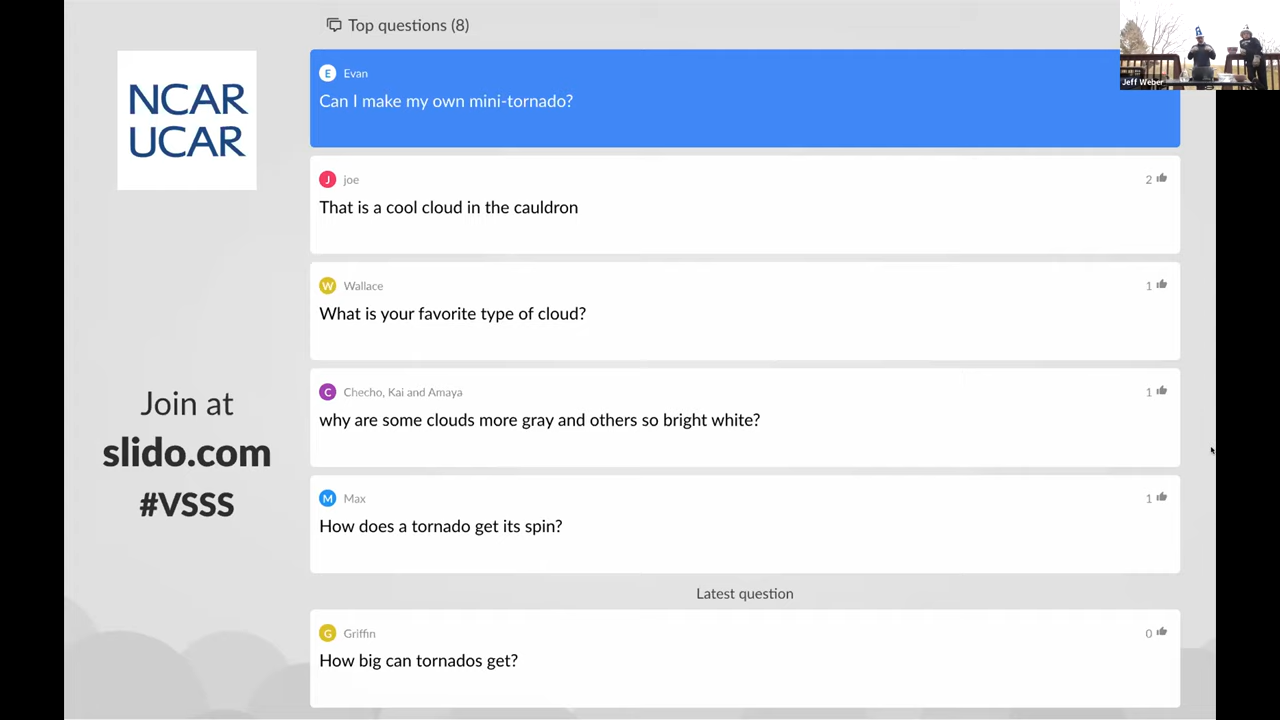 Top questions (8)
NCAR
UCAR
E Evan
Can I make my own mini-tornado?
Jeff Weber
J joe 2
That is a cool cloud in the cauldron
W Wallace 1
What is your favorite type of cloud?
C Checho, Kai and Amaya 1
why are some clouds more gray and others so bright white?
Join at
slido.com
#VSSS
M Max 1
How does a tornado get its spin?
Latest question
G Griffin 0
How big can tornados get?